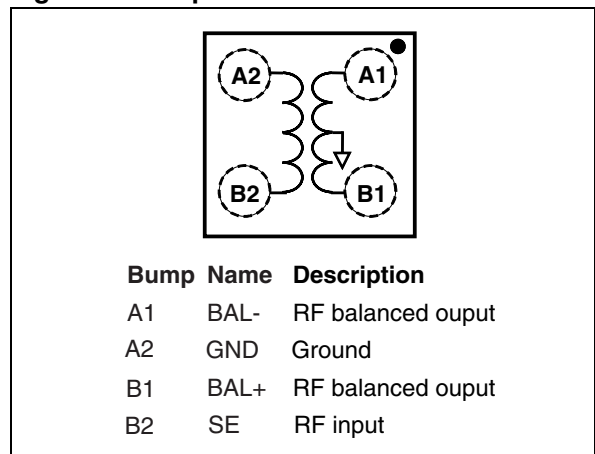 A2 A1
B2 B1
Bump Name Description
A1 BAL- RF balanced ouput
A2 GND Ground
B1 BAL+ RF balanced ouput
B2 SE RF input